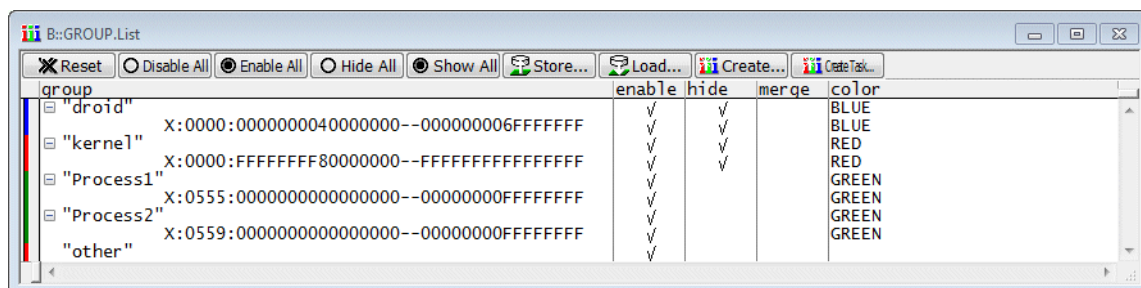 B::GROUP.List
Reset Disable All Enable All Hide All Show All Store... Load... Create... Create Task...
group enable hide merge color
"droid" √ √ BLUE
X:0000:0000000040000000--000000006FFFFFFF √ √ BLUE
"kernel" √ √ RED
X:0000:FFFFFFFF80000000--FFFFFFFFFFFFFFFF √ √ RED
"Process1" √ GREEN
X:0555:0000000000000000--00000000FFFFFFFF √ GREEN
"Process2" √ GREEN
X:0559:0000000000000000--00000000FFFFFFFF √ GREEN
"other" √